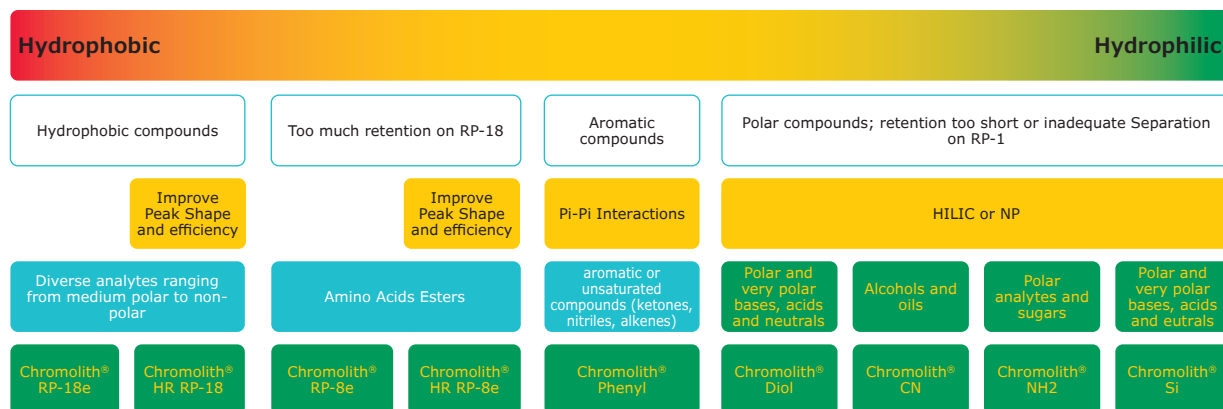 Hydrophobic
Hydrophilic
Hydrophobic compounds
Too much retention on RP-18
Aromatic
compounds
Polar compounds; retention too short or inadequate Separation
on RP-1
Improve
Peak Shape
and efficiency
Improve
Peak Shape
and efficiency
Pi-Pi Interactions
HILIC or NP
Diverse analytes ranging
from medium polar to non-
polar
Amino Acids Esters
aromatic or
unsaturated
compounds (ketones,
nitriles, alkenes)
Polar and
very polar
bases, acids
and neutrals
Alcohols and
oils
Polar
analytes and
sugars
Polar and
very polar
bases, acids
and eutrals
Chromolith®
RP-18e
Chromolith®
HR RP-18
Chromolith®
RP-8e
Chromolith®
HR RP-8e
Chromolith®
Phenyl
Chromolith®
Diol
Chromolith®
CN
Chromolith®
NH2
Chromolith®
Si